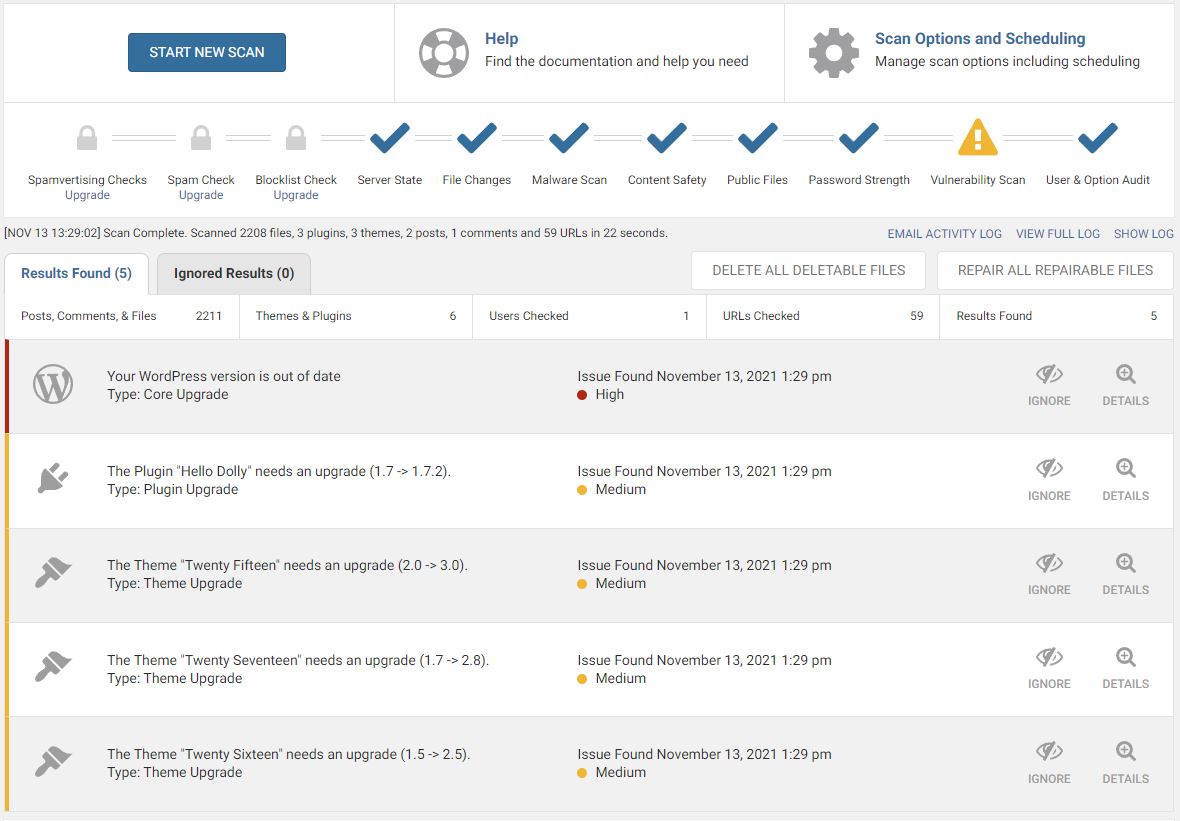 START NEW SCAN
Help
Find the documentation and help you need
Scan Options and Scheduling
Manage scan options including scheduling
Spamvertising Checks
Upgrade
Spam Check
Upgrade
Blocklist Check
Upgrade
Server State
File Changes
Malware Scan
Content Safety
Public Files
Password Strength
Vulnerability Scan
User & Option Audit
[NOV 13 13:29:02] Scan Complete. Scanned 2208 files, 3 plugins, 3 themes, 2 posts, 1 comments and 59 URLs in 22 seconds.
EMAIL ACTIVITY LOG VIEW FULL LOG SHOW LOG
Results Found (5) Ignored Results (0)
DELETE ALL DELETABLE FILES REPAIR ALL REPAIRABLE FILES
Posts, Comments, & Files 2211 Themes & Plugins 6 Users Checked 1 URLs Checked 59 Results Found 5
Your WordPress version is out of date
Type: Core Upgrade
Issue Found November 13, 2021 1:29 pm
High
IGNORE DETAILS
The Plugin "Hello Dolly" needs an upgrade (1.7 -> 1.7.2).
Type: Plugin Upgrade
Issue Found November 13, 2021 1:29 pm
Medium
IGNORE DETAILS
The Theme "Twenty Fifteen" needs an upgrade (2.0 -> 3.0).
Type: Theme Upgrade
Issue Found November 13, 2021 1:29 pm
Medium
IGNORE DETAILS
The Theme "Twenty Seventeen" needs an upgrade (1.7 -> 2.8).
Type: Theme Upgrade
Issue Found November 13, 2021 1:29 pm
Medium
IGNORE DETAILS
The Theme "Twenty Sixteen" needs an upgrade (1.5 -> 2.5).
Type: Theme Upgrade
Issue Found November 13, 2021 1:29 pm
Medium
IGNORE DETAILS